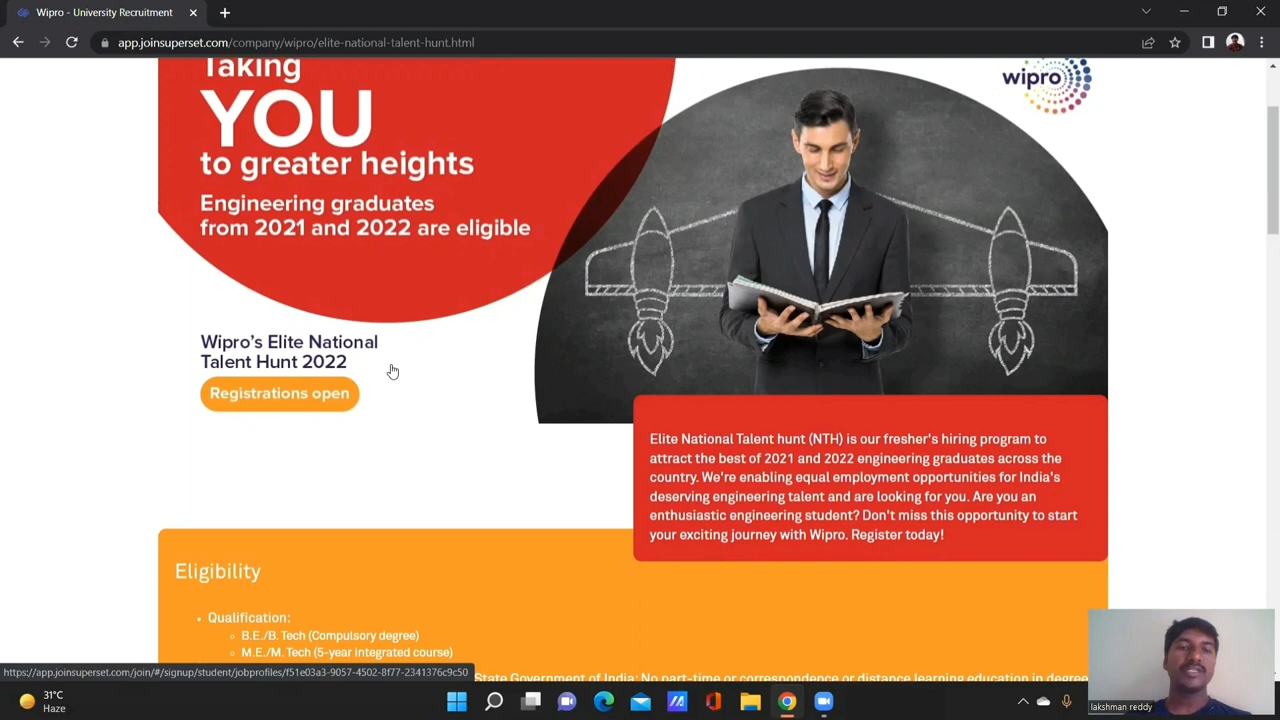 Wipro - University Recruitment
app.joinsuperset.com/company/wipro/elite-national-talent-hunt.html
Taking
YOU
to greater heights
Engineering graduates
from 2021 and 2022 are eligible
wipro
Wipro's Elite National
Talent Hunt 2022
Registrations open
Elite National Talent hunt (NTH) is our fresher's hiring program to
attract the best of 2021 and 2022 engineering graduates across the
country. We're enabling equal employment opportunities for India's
deserving engineering talent and are looking for you. Are you an
enthusiastic engineering student? Don't miss this opportunity to start
your exciting journey with Wipro. Register today!
Eligibility
• Qualification:
B.E./B. Tech (Compulsory degree)
M.E./M. Tech (5-year integrated course)
State Government of India; No part-time or correspondence or distance learning education in degree
https://app.joinsuperset.com/join/#/signup/student/jobprofiles/f51e03a3-9057-4502-8f77-2341376c9c50
31°C
Haze
lakshman reddy